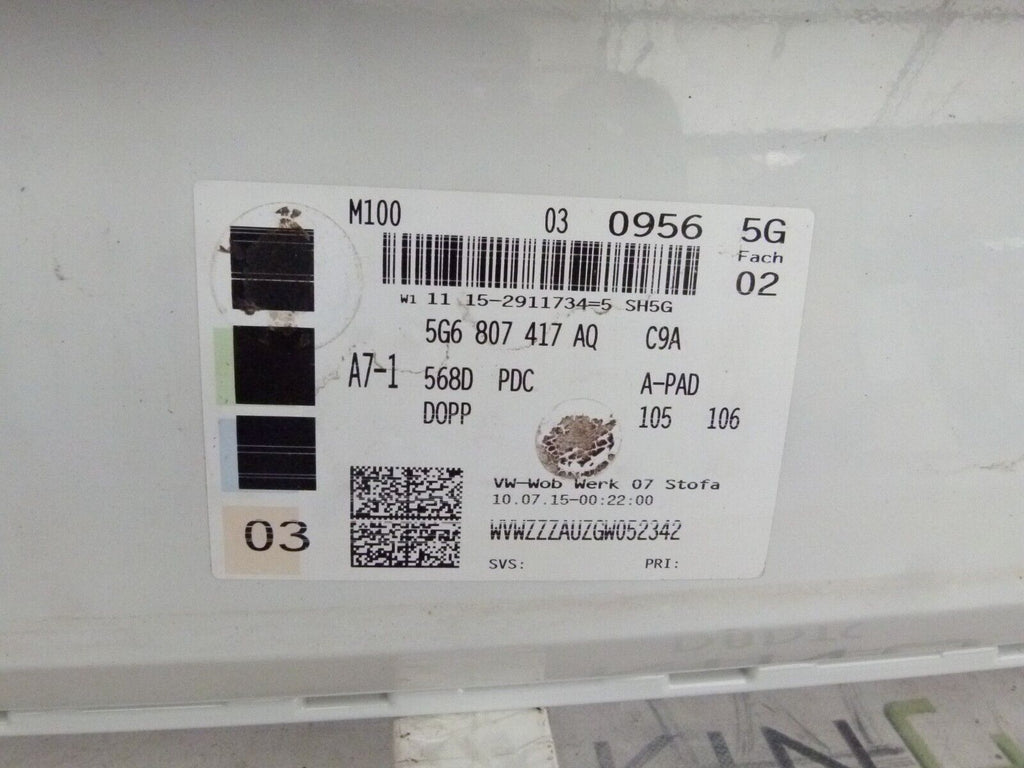 M100 03 0956 5G
Fach
02
W1 11 15-2911734=5 SH5G
5G6 807 417 AQ C9A
A7-1 568D PDC A-PAD
DOPP 105 106
VW-Wob Werk 07 Stofa
10.07.15-00:22:00
03 WVWZZZAUZGW052342
SVS: PRI: